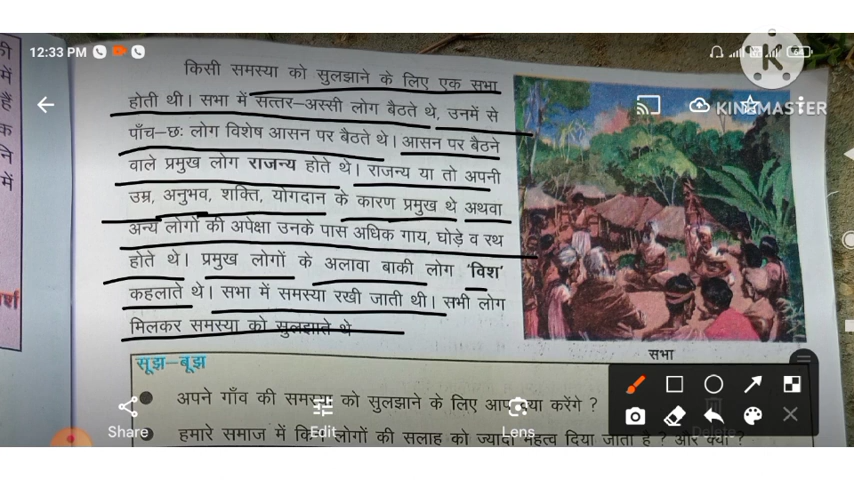 12:33 PM
KINEMASTER
किसी समस्या को सुलझाने के लिए एक सभा
होती थी। सभा में सत्तर–अस्सी लोग बैठते थे, उनमें से
पाँच–छः लोग विशेष आसन पर बैठते थे। आसन पर बैठने
वाले प्रमुख लोग राजन्य होते थे। राजन्य या तो अपनी
उम्र, अनुभव, शक्ति, योगदान के कारण प्रमुख थे अथवा
अन्य लोगों की अपेक्षा उनके पास अधिक गाय, घोड़े व रथ
होते थे। प्रमुख लोगों के अलावा बाकी लोग 'विश'
कहलाते थे। सभा में समस्या रखी जाती थी। सभी लोग
मिलकर समस्या को सुलझाते थे
सभा
सूझ–बूझ
अपने गाँव की समस्या को सुलझाने के लिए आप क्या करेंगे ?
हमारे समाज में किन लोगों की सलाह को ज्यादा महत्व दिया जाता है ? और क्यों ?
Share
Edit
Lens
Delete